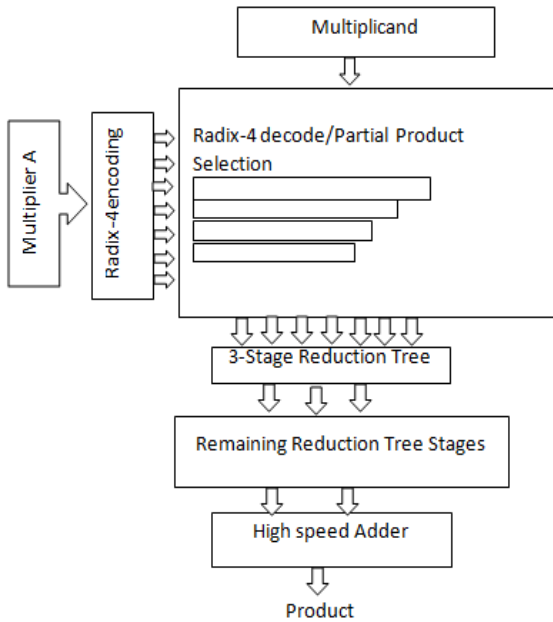 Multiplicand
Multiplier A
Radix-4encoding
Radix-4 decode/Partial Product
Selection
3-Stage Reduction Tree
Remaining Reduction Tree Stages
High speed Adder
Product